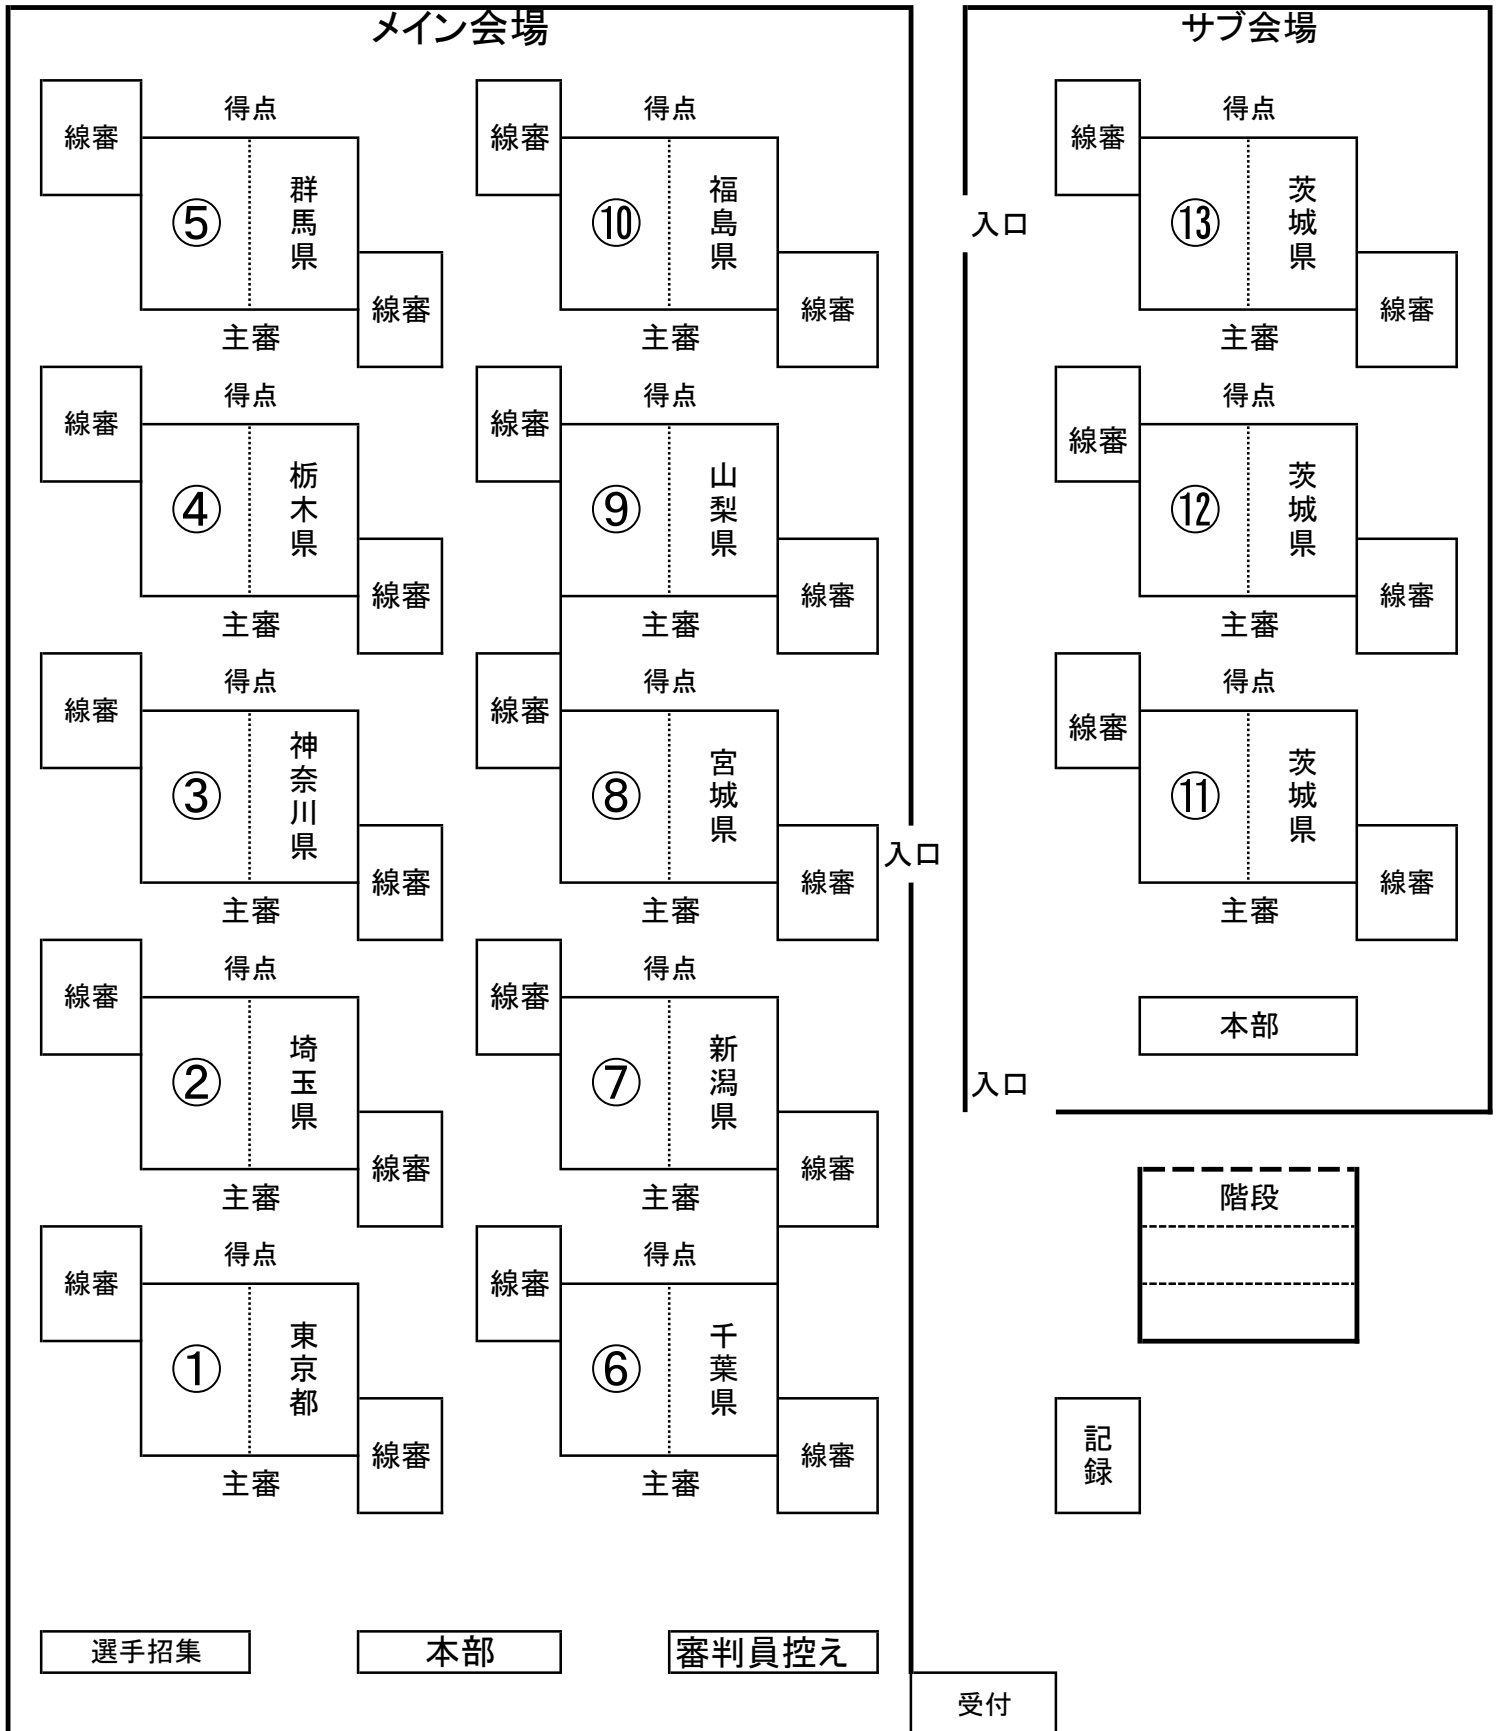 メイン会場
サブ会場
得点
得点
得点
線審
線審
線審
⑤
群馬県
⑩
福島県
⑬
茨城県
入口
線審
線審
線審
主審
主審
主審
得点
得点
得点
線審
線審
線審
④
栃木県
⑨
山梨県
⑫
茨城県
線審
線審
線審
主審
主審
主審
得点
得点
得点
線審
線審
線審
③
神奈川県
⑧
宮城県
⑪
茨城県
入口
線審
線審
線審
主審
主審
主審
得点
得点
線審
線審
本部
②
埼玉県
⑦
新潟県
入口
線審
線審
主審
主審
階段
得点
得点
線審
線審
①
東京都
⑥
千葉県
線審
線審
記録
主審
主審
選手招集
本部
審判員控え
受付